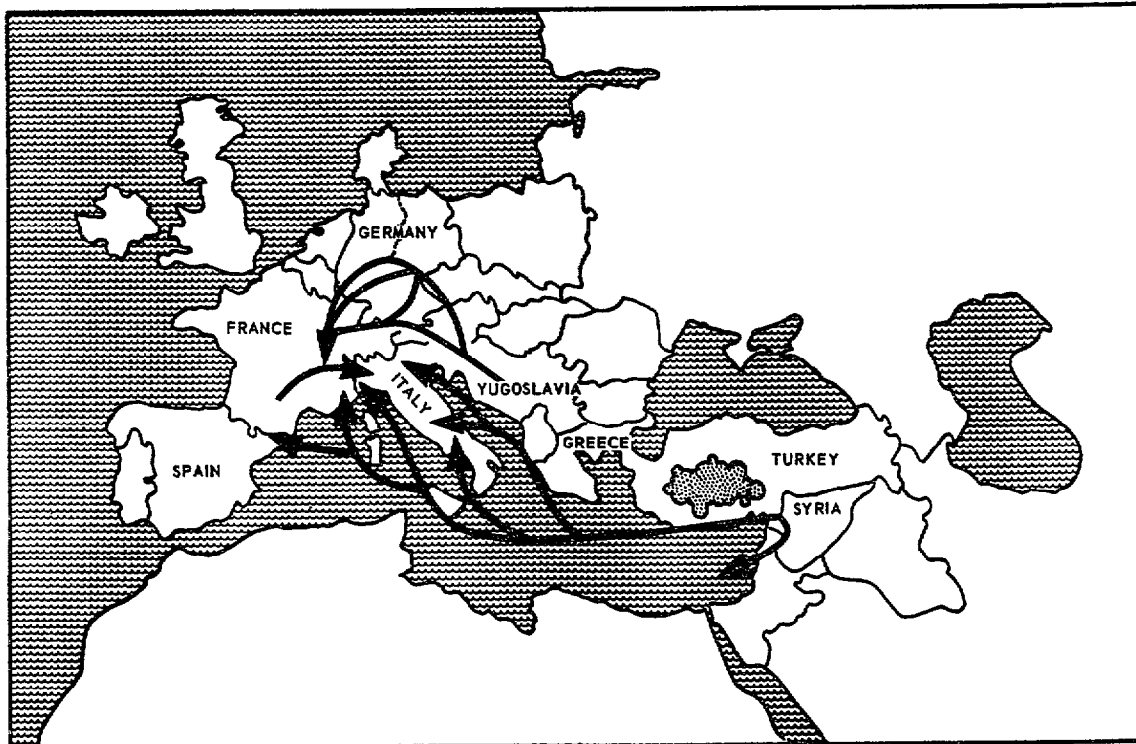 GERMANY
FRANCE
YUGOSLAVIA
ITALY
GREECE
SPAIN
TURKEY
SYRIA